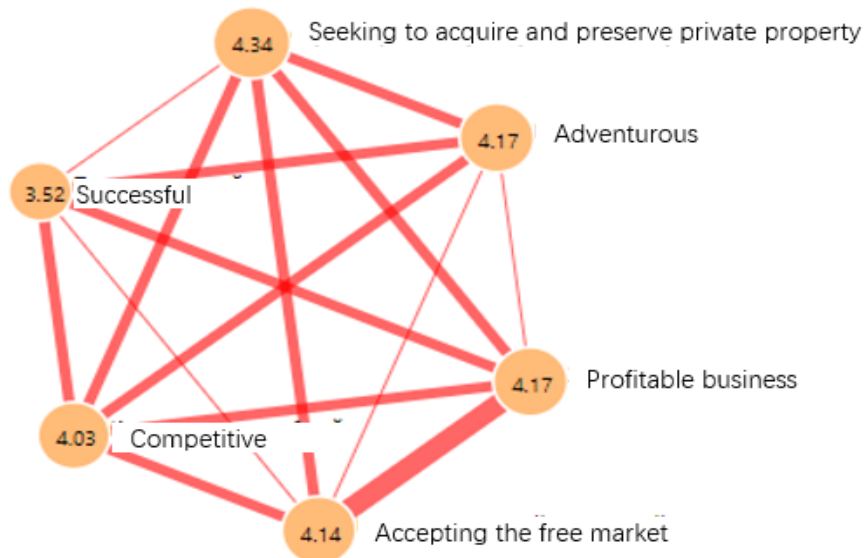 4.34 Seeking to acquire and preserve private property
4.17 Adventurous
3.52 Successful
4.17 Profitable business
4.03 Competitive
4.14 Accepting the free market